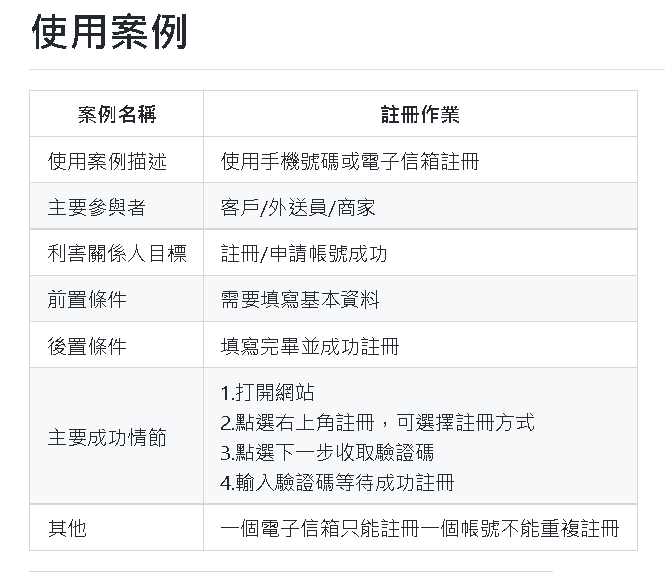 使用案例
案例名稱 註冊作業
使用案例描述 使用手機號碼或電子信箱註冊
主要參與者 客戶/外送員/商家
利害關係人目標 註冊/申請帳號成功
前置條件 需要填寫基本資料
後置條件 填寫完畢並成功註冊
主要成功情節
1.打開網站
2.點選右上角註冊，可選擇註冊方式
3.點選下一步收取驗證碼
4.輸入驗證碼等待成功註冊
其他 一個電子信箱只能註冊一個帳號不能重複註冊